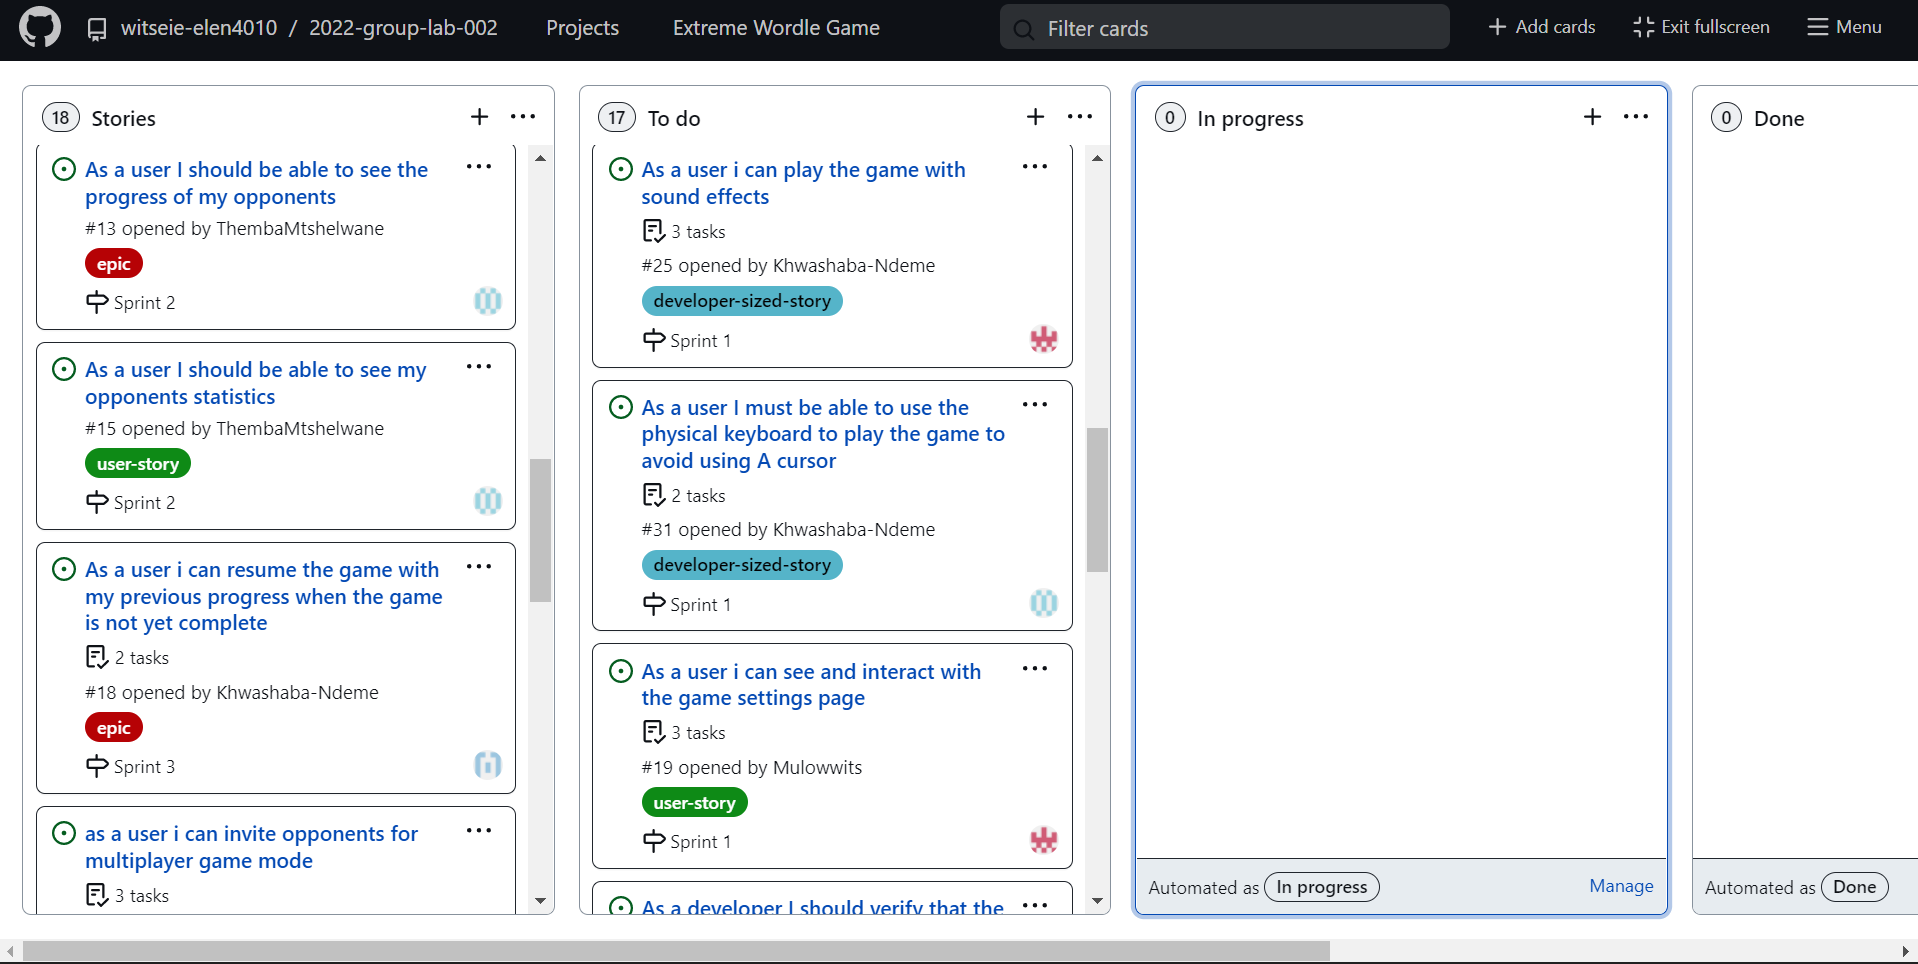 witseie-elen4010 / 2022-group-lab-002 Projects Extreme Wordle Game Filter cards Add cards Exit fullscreen Menu
18 Stories
As a user I should be able to see the
progress of my opponents
#13 opened by ThembaMtshelwane
epic
Sprint 2
As a user I should be able to see my
opponents statistics
#15 opened by ThembaMtshelwane
user-story
Sprint 2
As a user i can resume the game with
my previous progress when the game
is not yet complete
2 tasks
#18 opened by Khwashaba-Ndeme
epic
Sprint 3
as a user i can invite opponents for
multiplayer game mode
3 tasks
17 To do
As a user i can play the game with
sound effects
3 tasks
#25 opened by Khwashaba-Ndeme
developer-sized-story
Sprint 1
As a user I must be able to use the
physical keyboard to play the game to
avoid using A cursor
2 tasks
#31 opened by Khwashaba-Ndeme
developer-sized-story
Sprint 1
As a user i can see and interact with
the game settings page
3 tasks
#19 opened by Mulowwits
user-story
Sprint 1
As a developer I should verify that the
0 In progress
Automated as In progress Manage
0 Done
Automated as Done